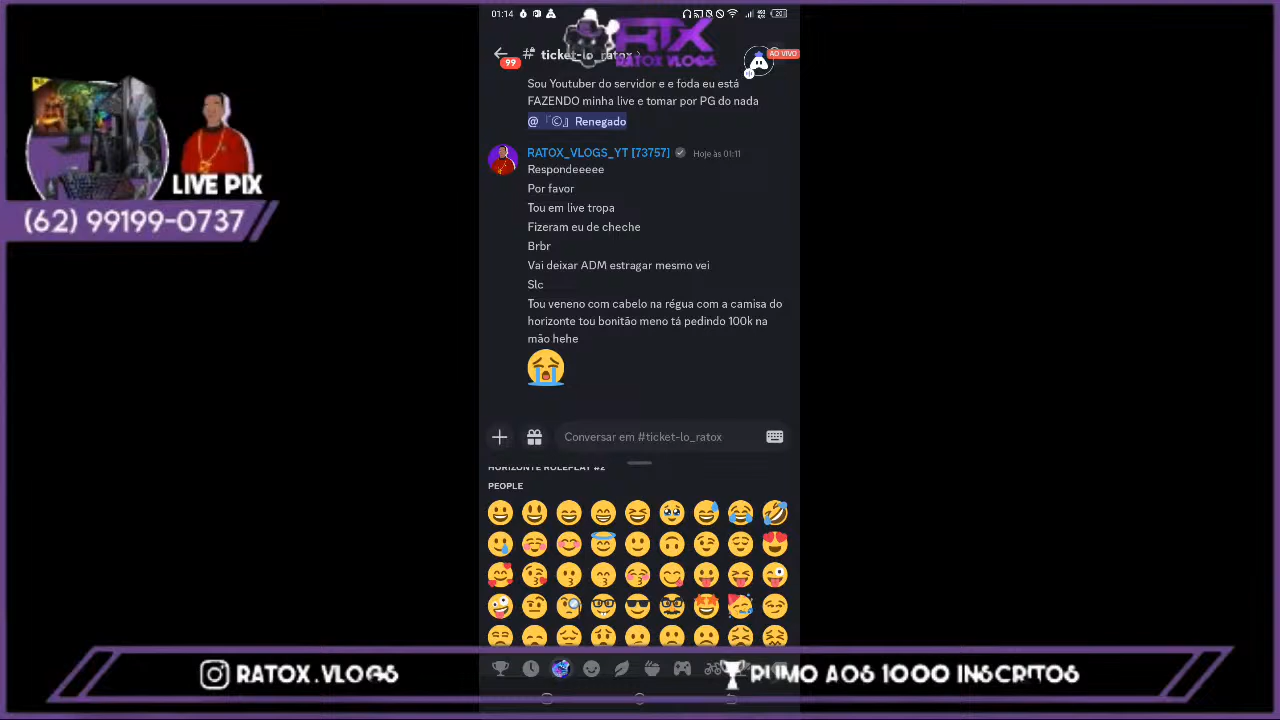 01:14
RTX
RATOX VLOGS
99
# ticket-lo_ratox
AO VIVO
Sou Youtuber do servidor e e foda eu está
FAZENDO minha live e tomar por PG do nada
@『©』Renegado
RATOX_VLOGS_YT [73757] Hoje às 01:11
Respondeeeee
Por favor
Tou em live tropa
Fizeram eu de cheche
Brbr
Vai deixar ADM estragar mesmo vei
Slc
Tou veneno com cabelo na régua com a camisa do
horizonte tou bonitão meno tá pedindo 100k na
mão hehe
LIVE PIX
(62) 99199-0737
Conversar em #ticket-lo_ratox
HORIZONTE ROLEPLAY #2
PEOPLE
RATOX.VLOGS
RUMO AOS 1000 INSCRITOS